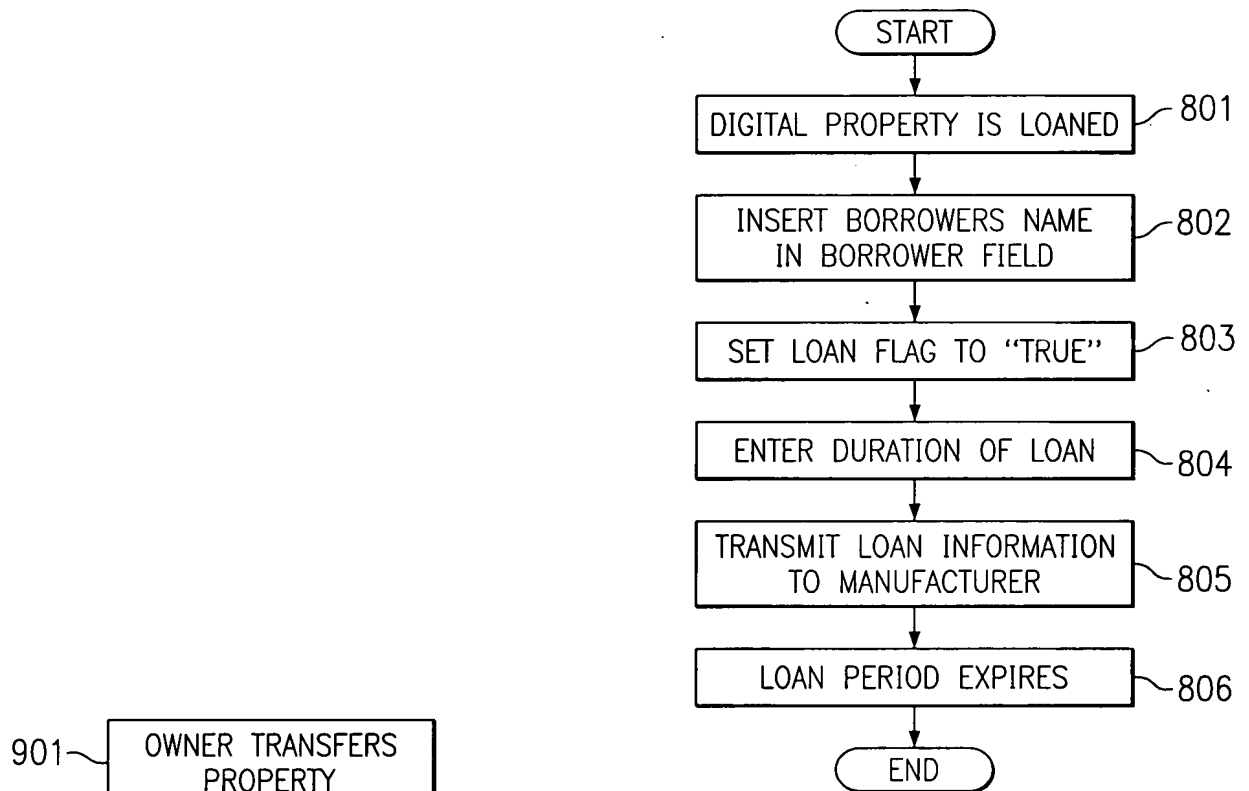 START
DIGITAL PROPERTY IS LOANED
801
INSERT BORROWERS NAME
IN BORROWER FIELD
802
SET LOAN FLAG TO “TRUE”
803
ENTER DURATION OF LOAN
804
TRANSMIT LOAN INFORMATION
TO MANUFACTURER
805
LOAN PERIOD EXPIRES
806
END
901
OWNER TRANSFERS
PROPERTY